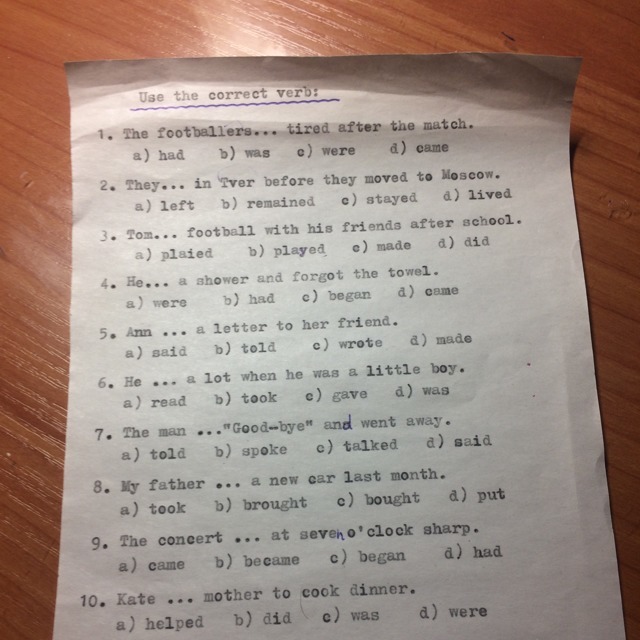 Use the correct verb:
1. The footballers... tired after the match.
a) had b) was c) were d) came
2. They... in Tver before they moved to Moscow.
a) left b) remained c) stayed d) lived
3. Tom... football with his friends after school.
a) plaied b) played c) made d) did
4. He... a shower and forgot the towel.
a) were b) had c) began d) came
5. Ann ... a letter to her friend.
a) said b) told c) wrote d) made
6. He ... a lot when he was a little boy.
a) read b) took c) gave d) was
7. The man ..."Good-bye" and went away.
a) told b) spoke c) talked d) said
8. My father ... a new car last month.
a) took b) brought c) bought d) put
9. The concert ... at seven o'clock sharp.
a) came b) became c) began d) had
10. Kate ... mother to cook dinner.
a) helped b) did c) was d) were